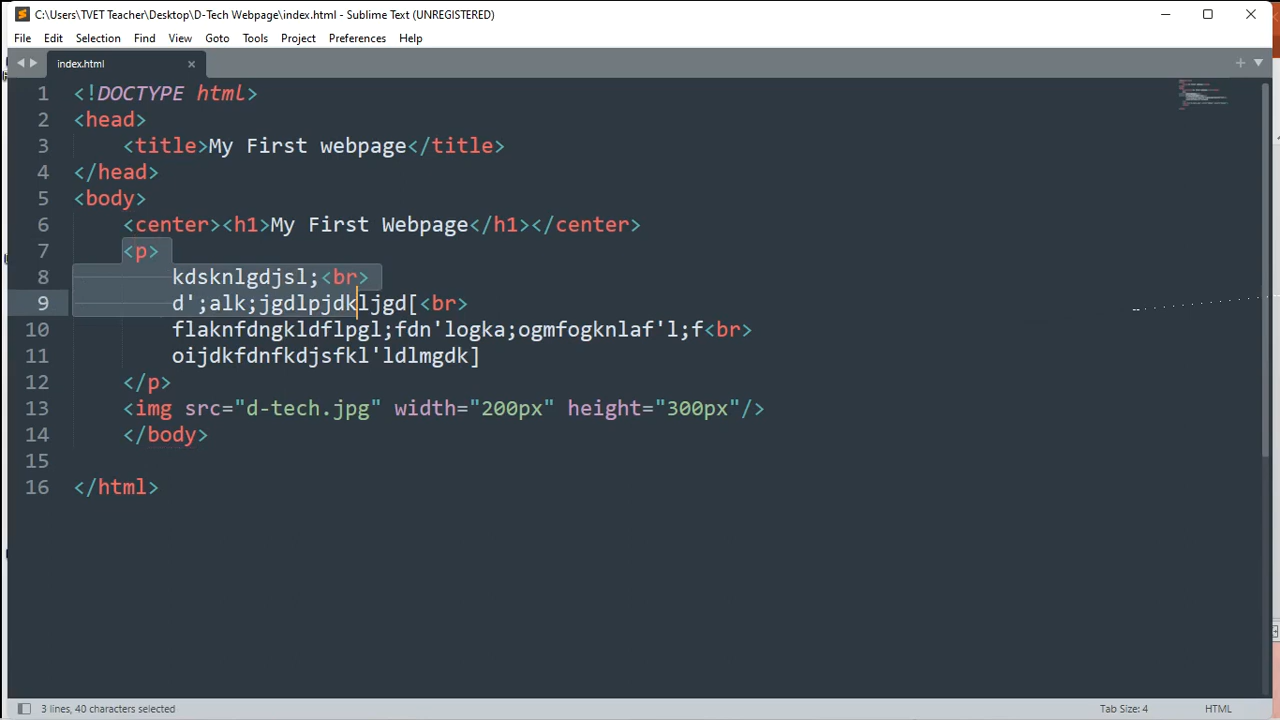 C:\Users\TVET Teacher\Desktop\D-Tech Webpage\index.html - Sublime Text (UNREGISTERED)
File Edit Selection Find View Goto Tools Project Preferences Help
index.html
1 <!DOCTYPE html>
2 <head>
3 <title>My First webpage</title>
4 </head>
5 <body>
6 <center><h1>My First Webpage</h1></center>
7 <p>
8 kdsknlgdjsl;<br>
9 d';alk;jgdlpjdkljgd[<br>
10 flaknfdngkldflpgl;fdn'logka;ogmfogknlaf'l;f<br>
11 oijdkfdnfkdjsfkl'ldlmgdk]
12 </p>
13 <img src="d-tech.jpg" width="200px" height="300px"/>
14 </body>
15
16 </html>
3 lines, 40 characters selected
Tab Size: 4
HTML